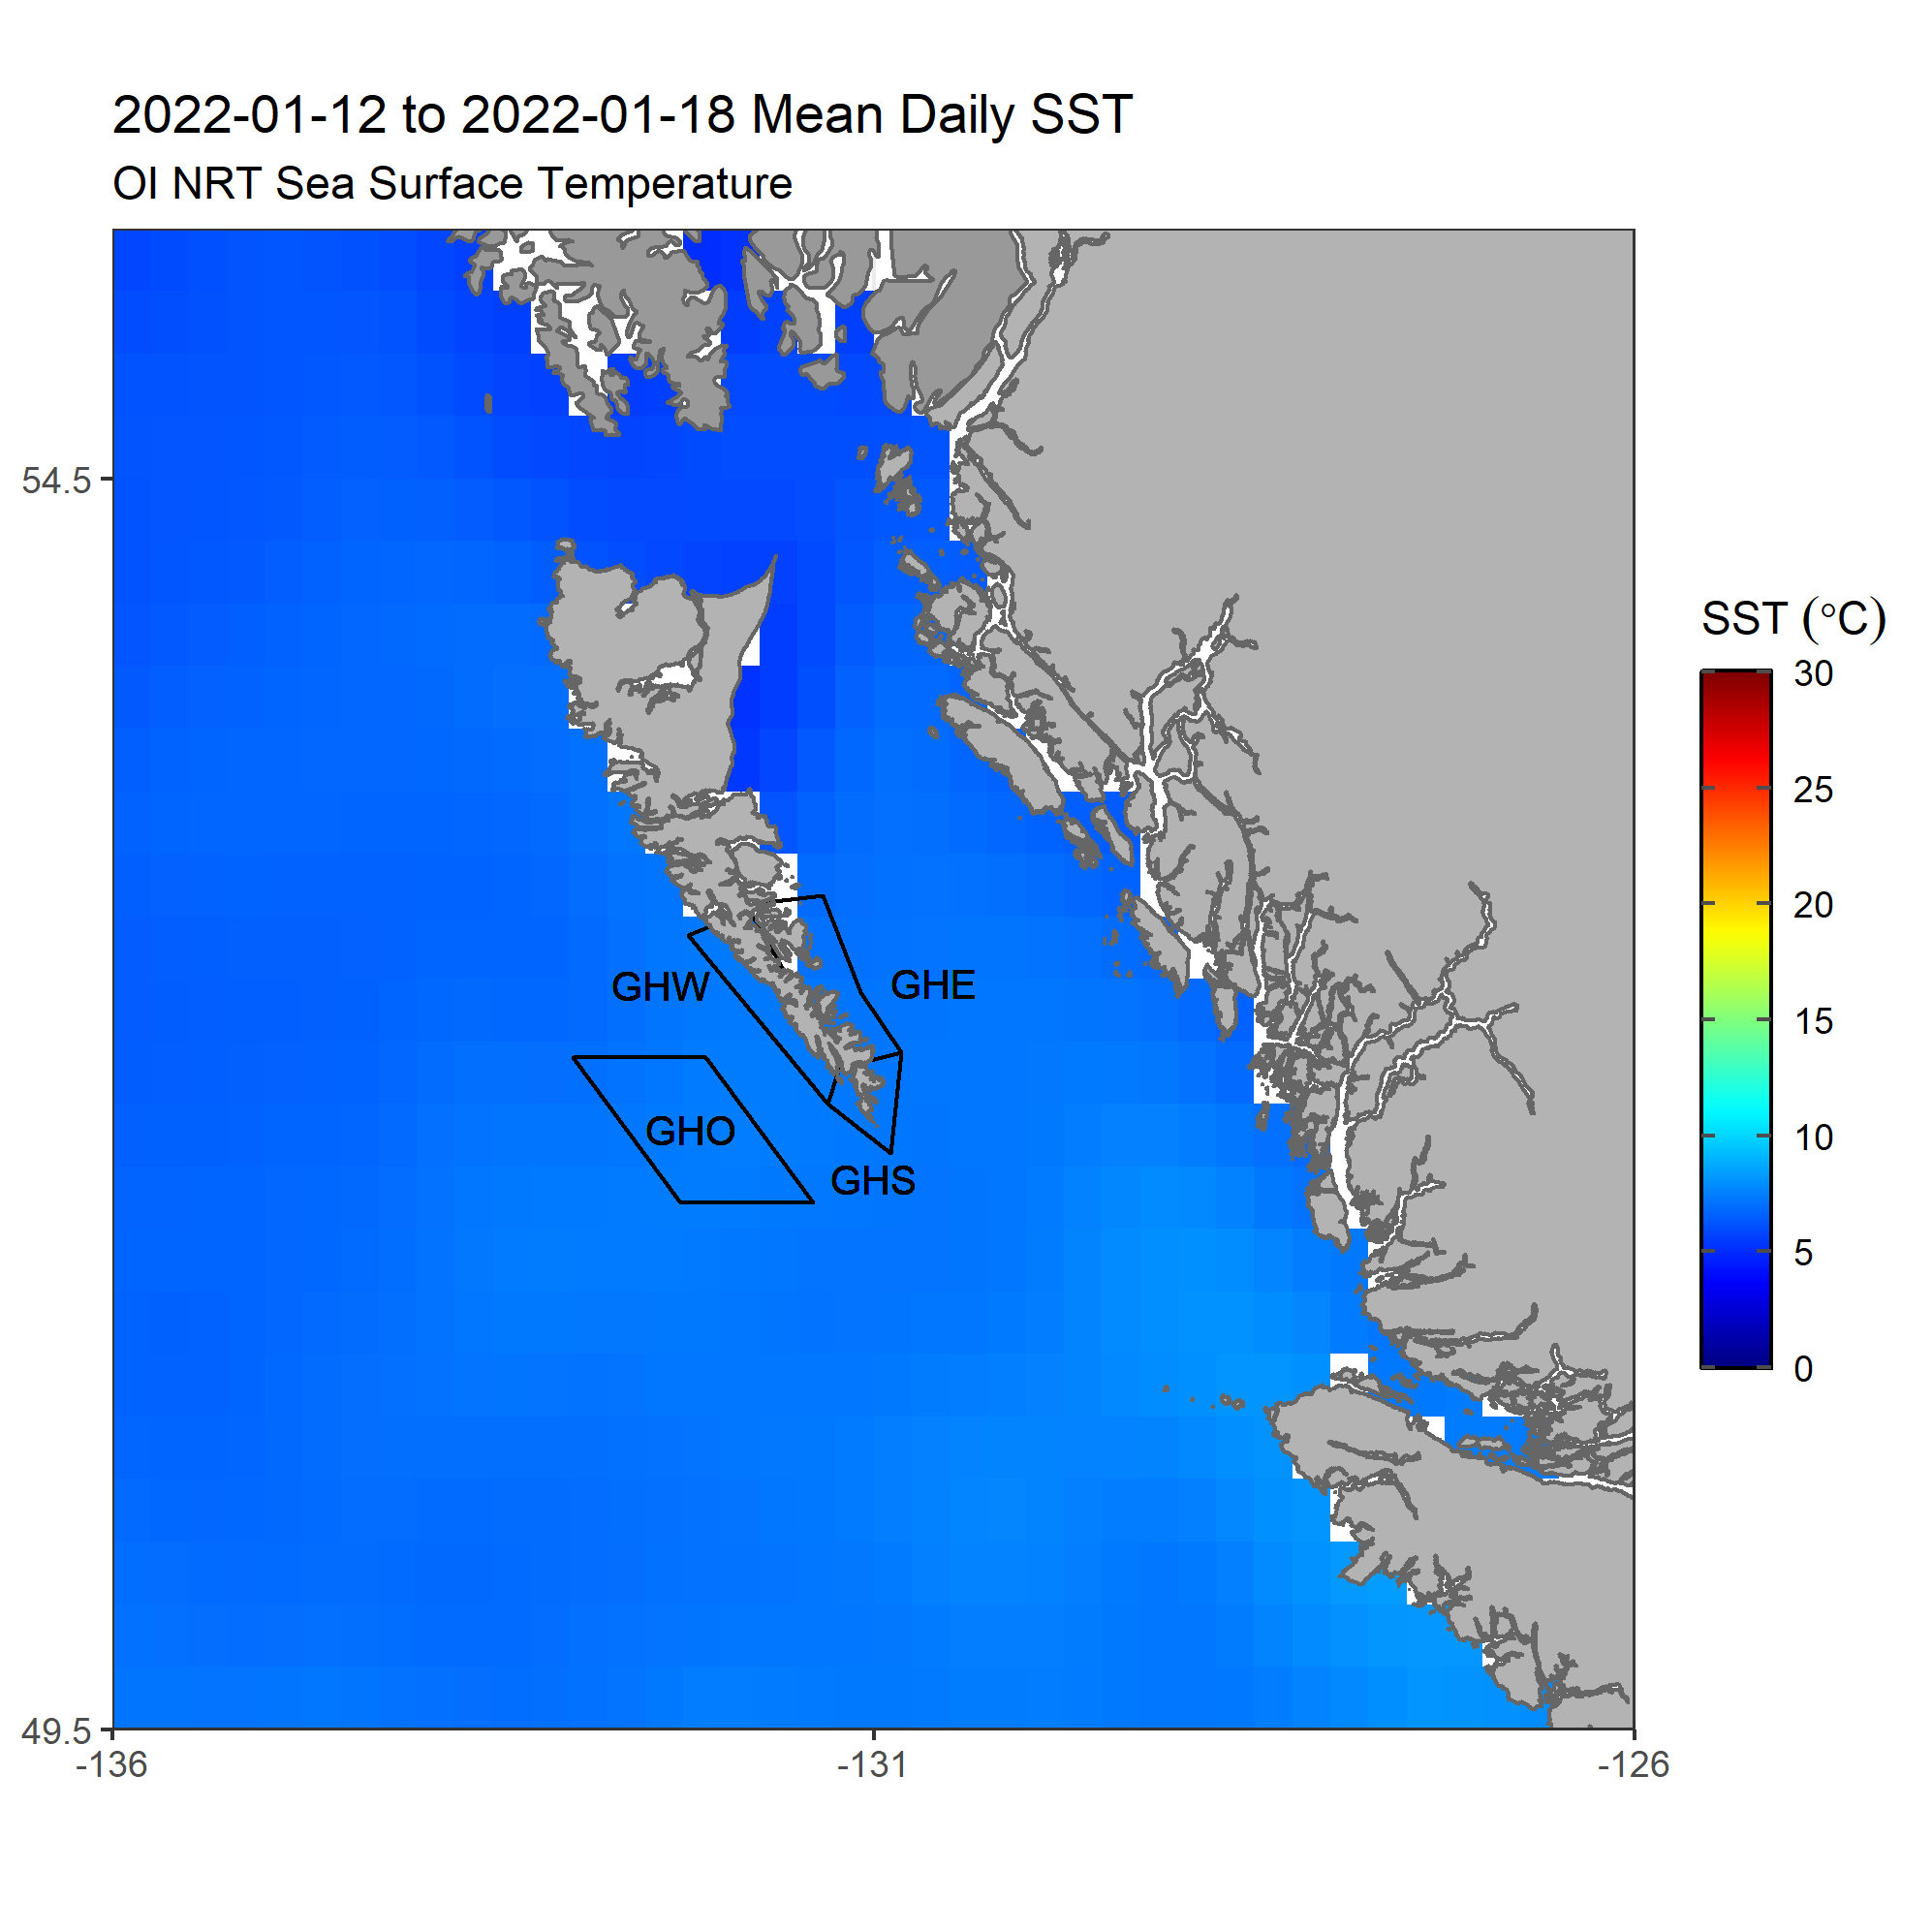 2022-01-12 to 2022-01-18 Mean Daily SST
OI NRT Sea Surface Temperature
54.5
49.5
-136
-131
-126
GHW
GHE
GHO
GHS
SST (°C)
30
25
20
15
10
5
0